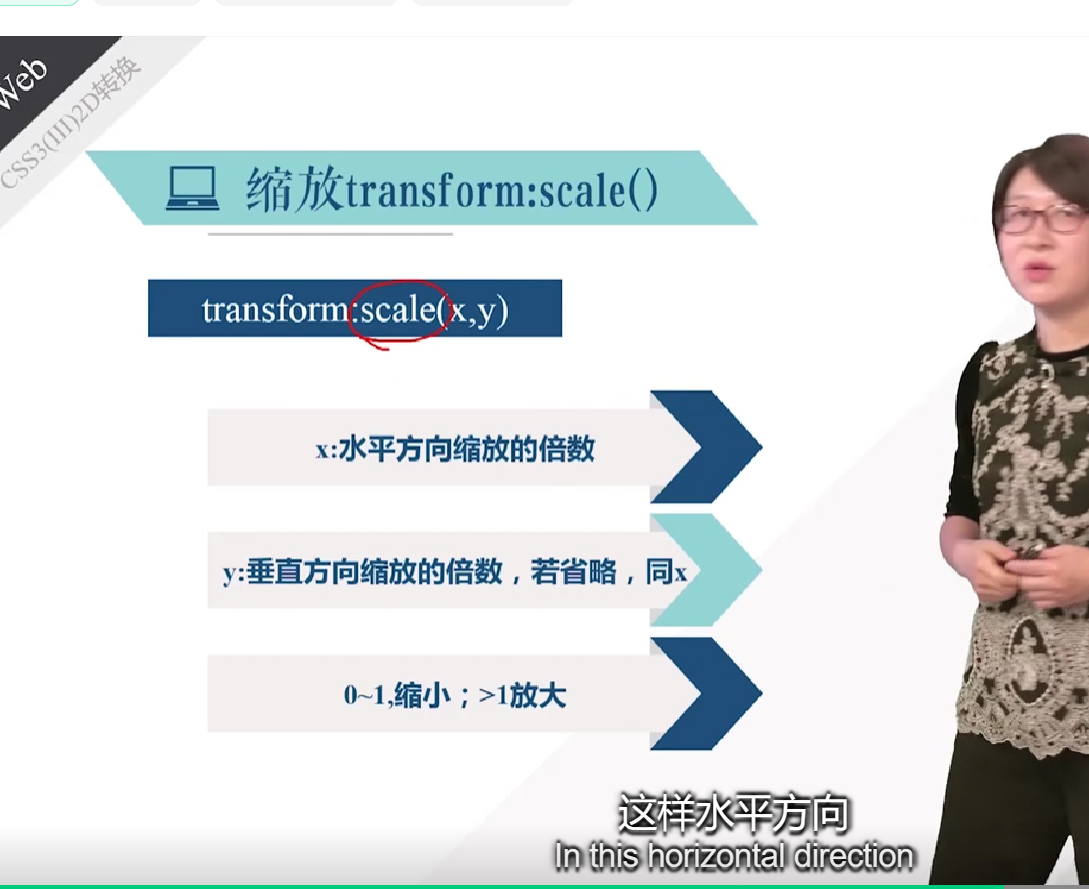 Web
CSS3(III)2D转换
缩放transform:scale()
transform:scale(x,y)
x:水平方向缩放的倍数
y:垂直方向缩放的倍数，若省略，同x
0~1,缩小；>1放大
这样水平方向
In this horizontal direction